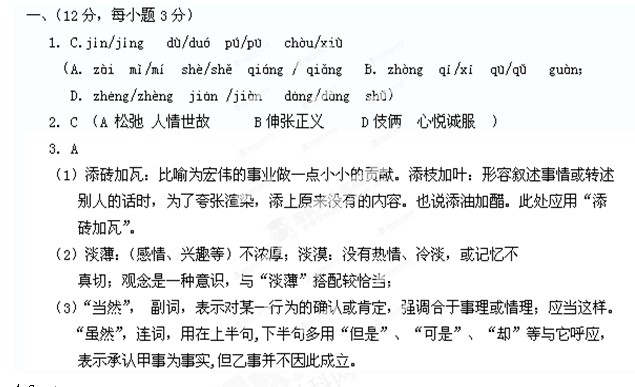 一、(12分，每小题3分)
1. C.jìn/jìng dù/duó pú/pū chòu/xiù
(A. zài mì/mí shè/shě qiáng / qiǎng B. zhòng qǐ/xī qū/qǔ guàn;
D. zhēng/zhèng jiān /jiàn dāng/dàng shǔ)
2. C (A 松弛 人情世故 B伸张正义 D伎俩 心悦诚服 )
3. A
(1) 添砖加瓦：比喻为宏伟的事业做一点小小的贡献。添枝加叶：形容叙述事情或转述
别人的话时，为了夸张渲染，添上原来没有的内容。也说添油加醋。此处应用“添
砖加瓦”。
(2) 淡薄：(感情、兴趣等) 不浓厚；淡漠：没有热情、冷淡，或记忆不
真切；观念是一种意识，与“淡薄”搭配较恰当；
(3) “当然”， 副词，表示对某一行为的确认或肯定，强调合于事理或情理；应当这样。
“虽然”，连词，用在上半句,下半句多用“但是”、“可是”、“却”等与它呼应，
表示承认甲事为事实,但乙事并不因此成立。